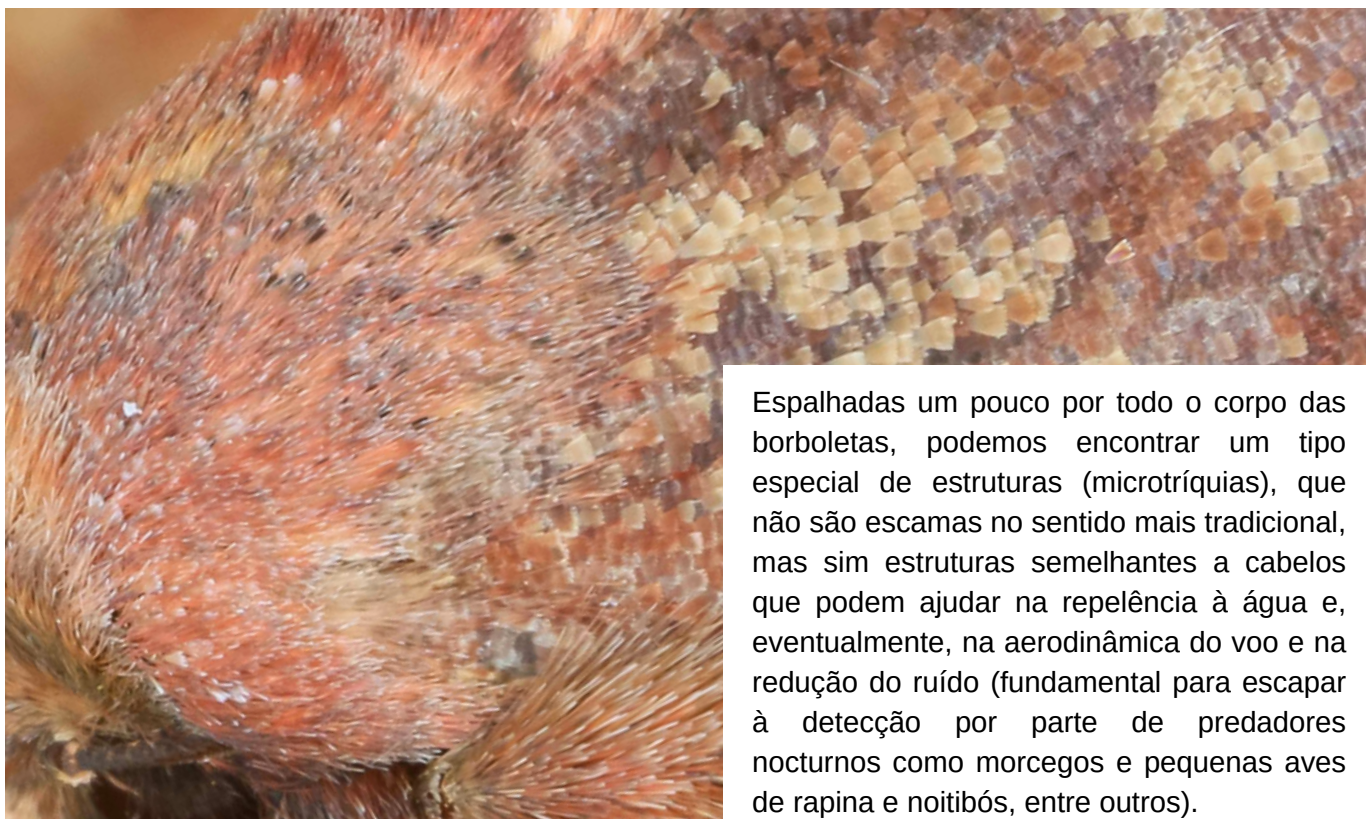 Espalhadas um pouco por todo o corpo das
borboletas, podemos encontrar um tipo
especial de estruturas (microtríquias), que
não são escamas no sentido mais tradicional,
mas sim estruturas semelhantes a cabelos
que podem ajudar na repelência à água e,
eventualmente, na aerodinâmica do voo e na
redução do ruído (fundamental para escapar
à detecção por parte de predadores
nocturnos como morcegos e pequenas aves
de rapina e noitibós, entre outros).